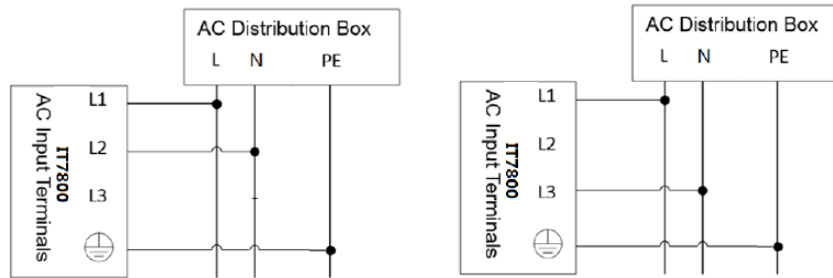 AC Distribution Box
L N PE
IT7800
AC Input Terminals
L1
L2
L3
AC Distribution Box
L N PE
IT7800
AC Input Terminals
L1
L2
L3